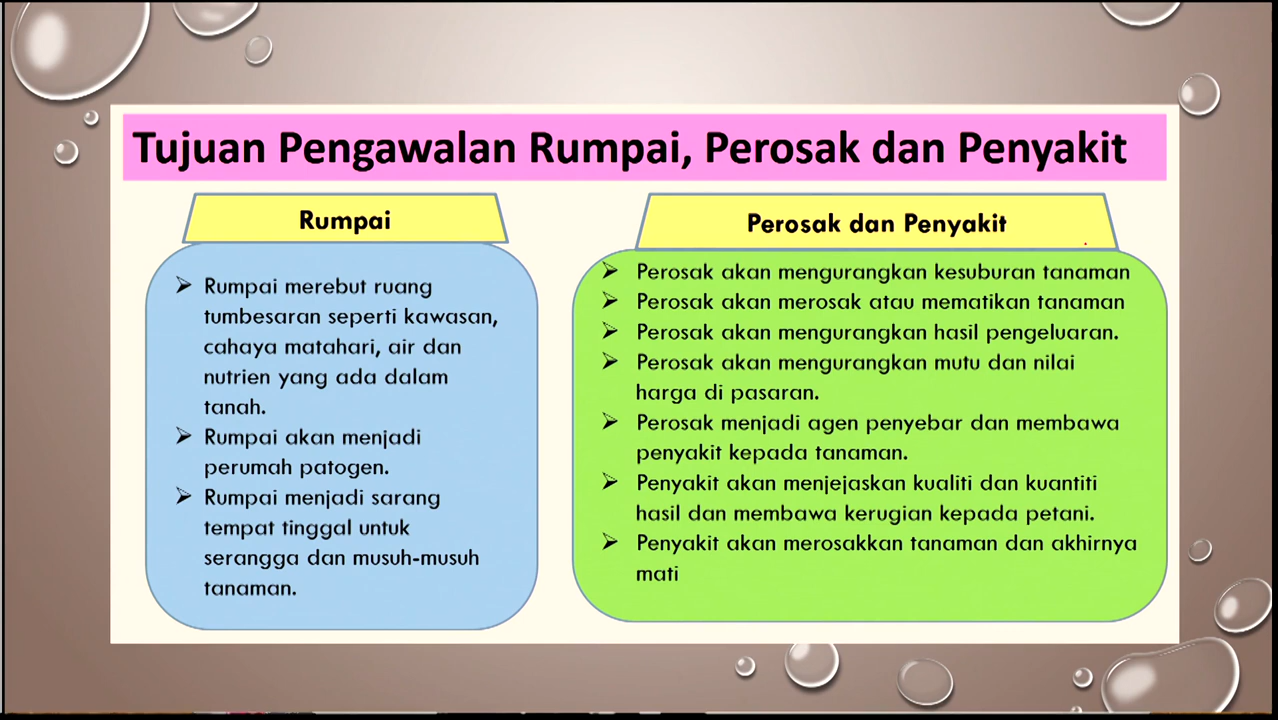 Tujuan Pengawalan Rumpai, Perosak dan Penyakit
Rumpai
➢ Rumpai merebut ruang
tumbesaran seperti kawasan,
cahaya matahari, air dan
nutrien yang ada dalam
tanah.
➢ Rumpai akan menjadi
perumah patogen.
➢ Rumpai menjadi sarang
tempat tinggal untuk
serangga dan musuh-musuh
tanaman.
Perosak dan Penyakit
➢ Perosak akan mengurangkan kesuburan tanaman
➢ Perosak akan merosak atau mematikan tanaman
➢ Perosak akan mengurangkan hasil pengeluaran.
➢ Perosak akan mengurangkan mutu dan nilai
harga di pasaran.
➢ Perosak menjadi agen penyebar dan membawa
penyakit kepada tanaman.
➢ Penyakit akan menjejaskan kualiti dan kuantiti
hasil dan membawa kerugian kepada petani.
➢ Penyakit akan merosakkan tanaman dan akhirnya
mati